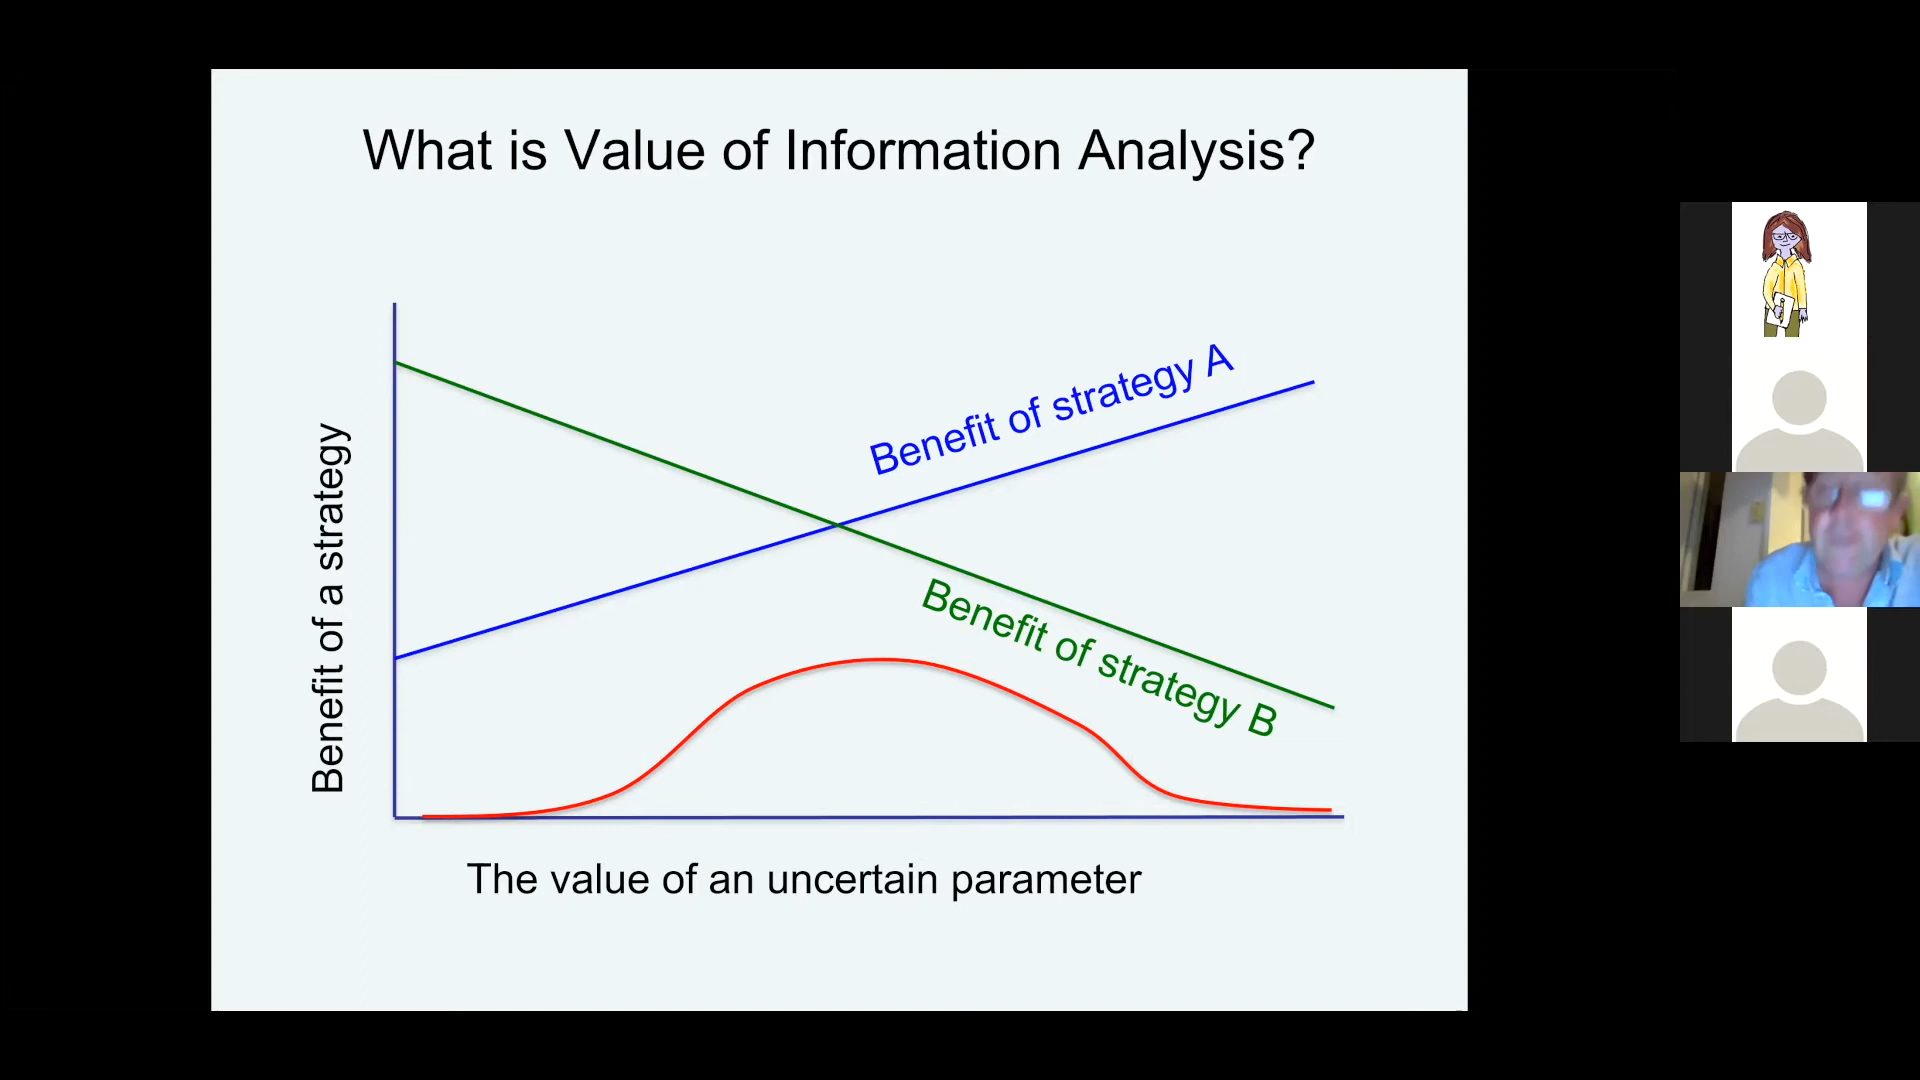 What is Value of Information Analysis?
Benefit of a strategy
Benefit of strategy A
Benefit of strategy B
The value of an uncertain parameter